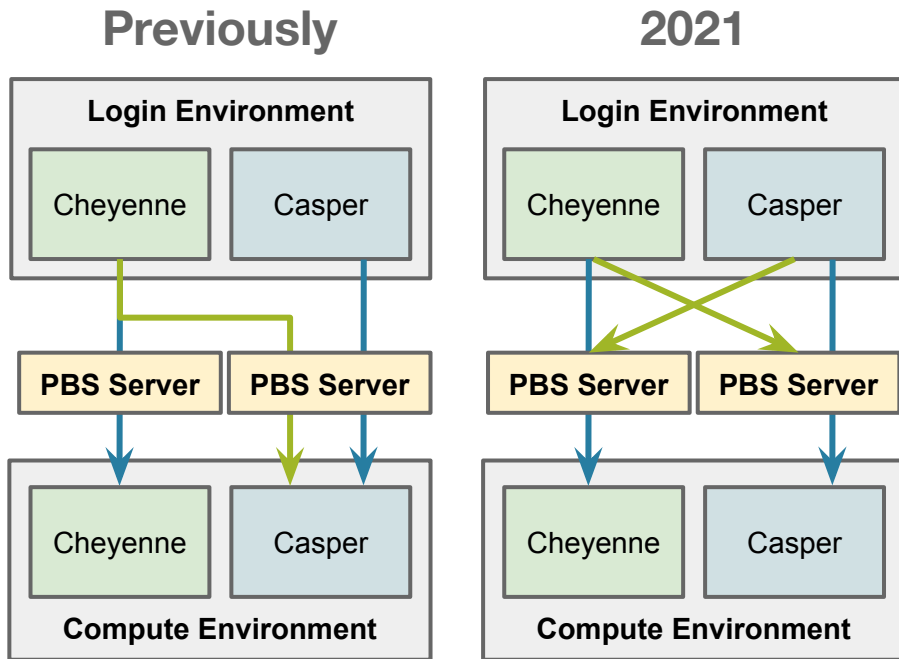 Previously
Login Environment
Cheyenne
Casper
PBS Server
PBS Server
Cheyenne
Casper
Compute Environment
2021
Login Environment
Cheyenne
Casper
PBS Server
PBS Server
Cheyenne
Casper
Compute Environment